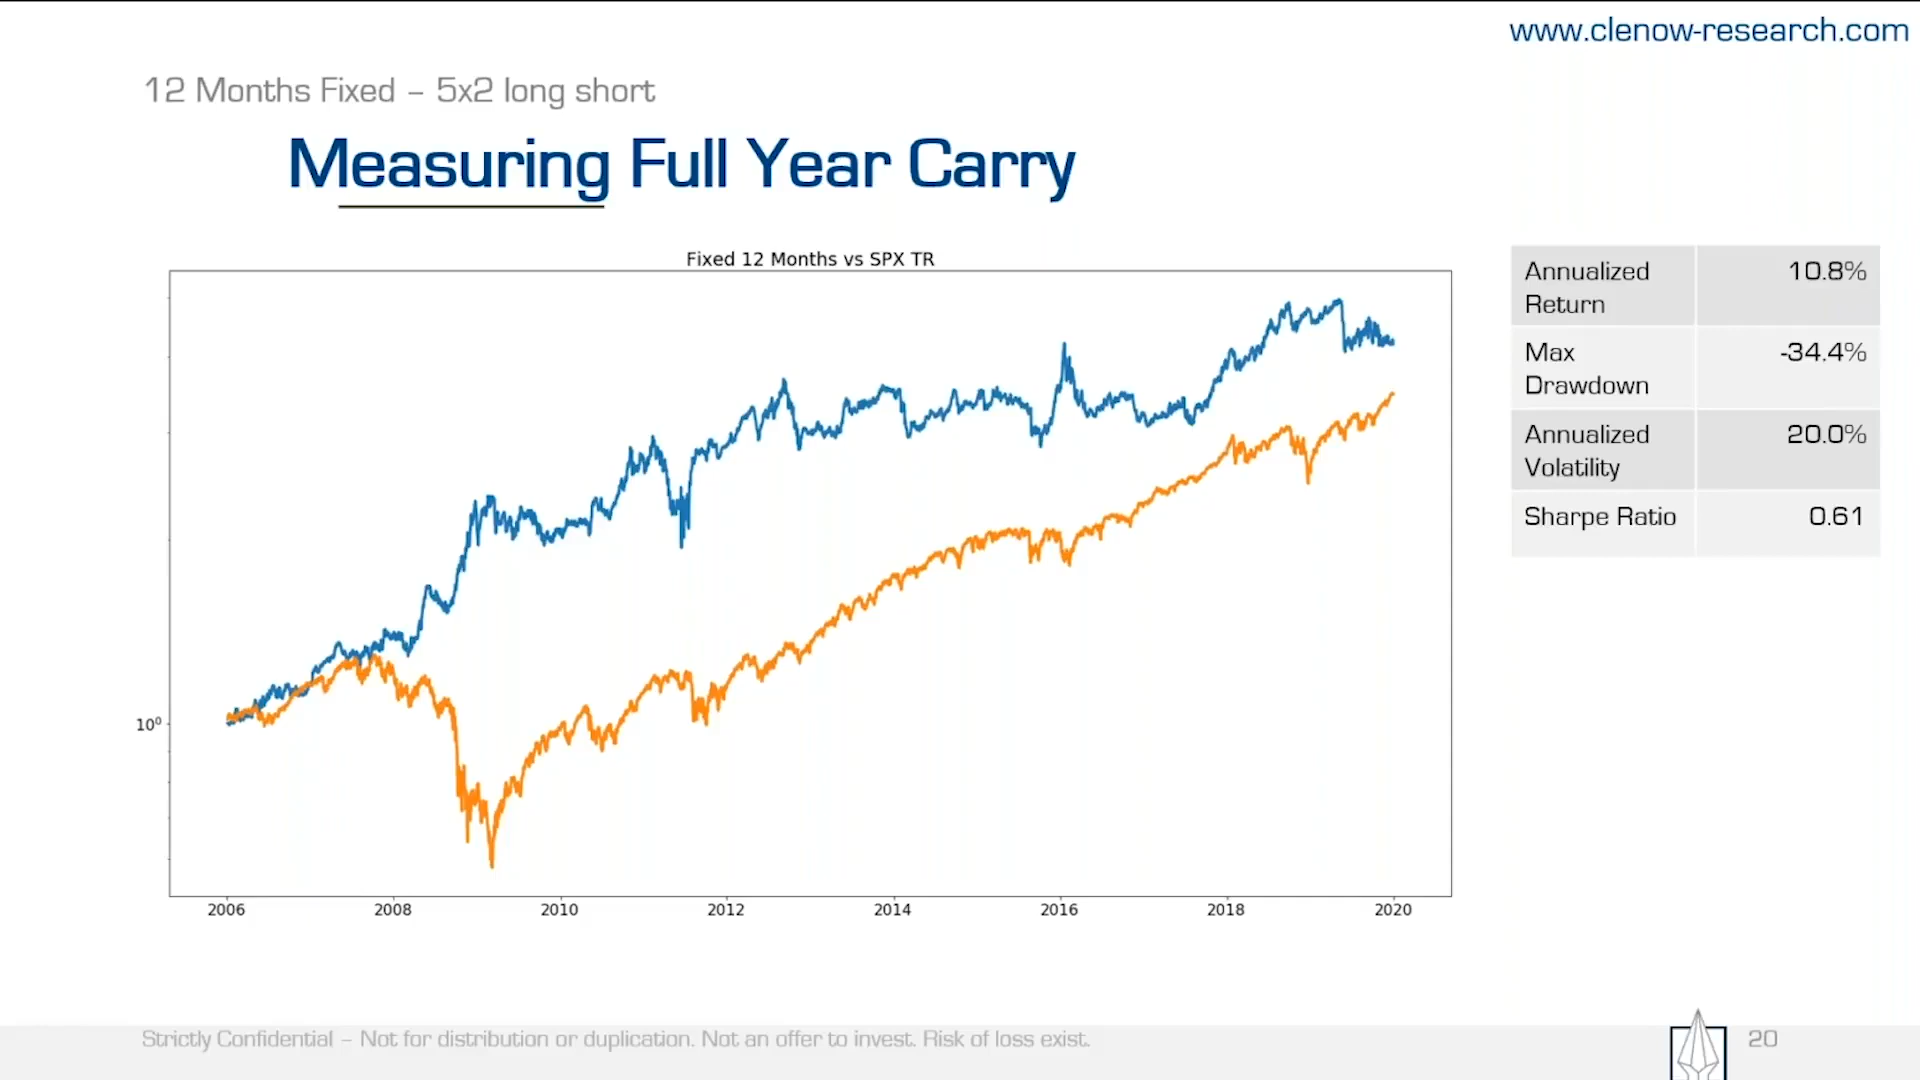 www.clenow-research.com
12 Months Fixed – 5x2 long short
Measuring Full Year Carry
Fixed 12 Months vs SPX TR
10⁰
2006 2008 2010 2012 2014 2016 2018 2020
Annualized Return 10.8%
Max Drawdown -34.4%
Annualized Volatility 20.0%
Sharpe Ratio 0.61
Strictly Confidential – Not for distribution or duplication. Not an offer to invest. Risk of loss exist.
20